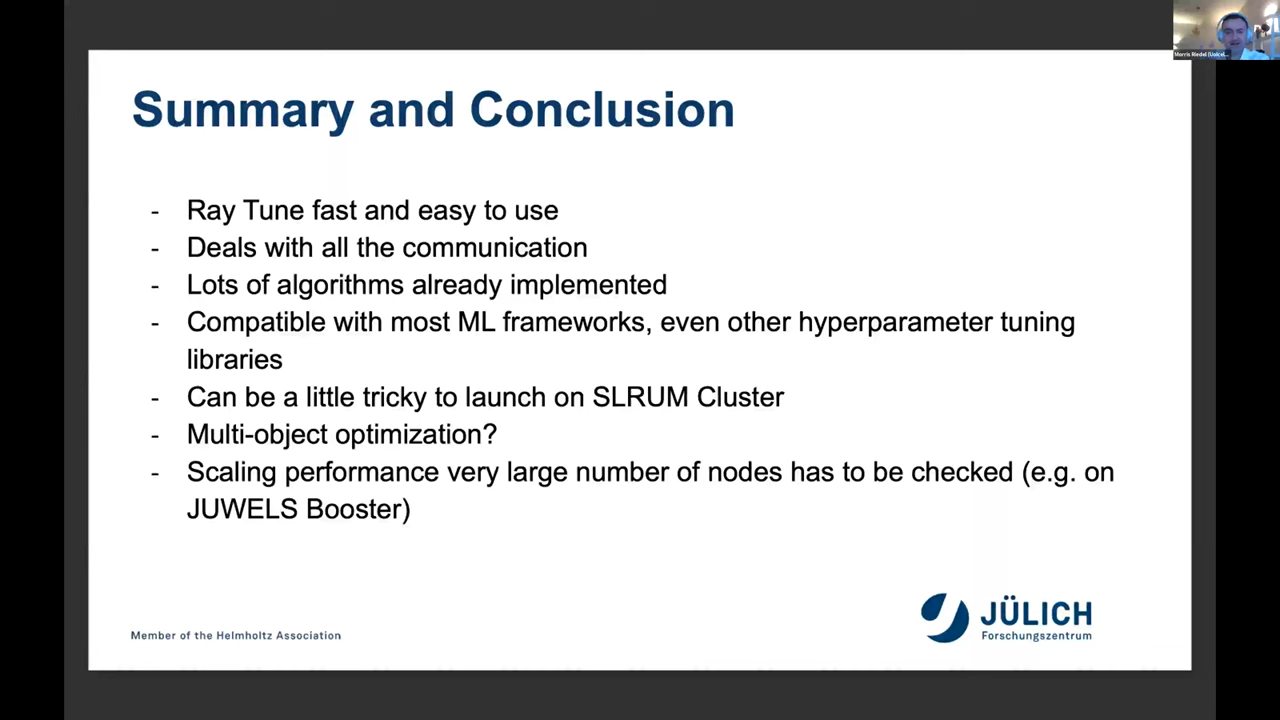 Morris Riedel (UoIcel...
Summary and Conclusion
- Ray Tune fast and easy to use
- Deals with all the communication
- Lots of algorithms already implemented
- Compatible with most ML frameworks, even other hyperparameter tuning
libraries
- Can be a little tricky to launch on SLRUM Cluster
- Multi-object optimization?
- Scaling performance very large number of nodes has to be checked (e.g. on
JUWELS Booster)
Member of the Helmholtz Association
JÜLICH
Forschungszentrum